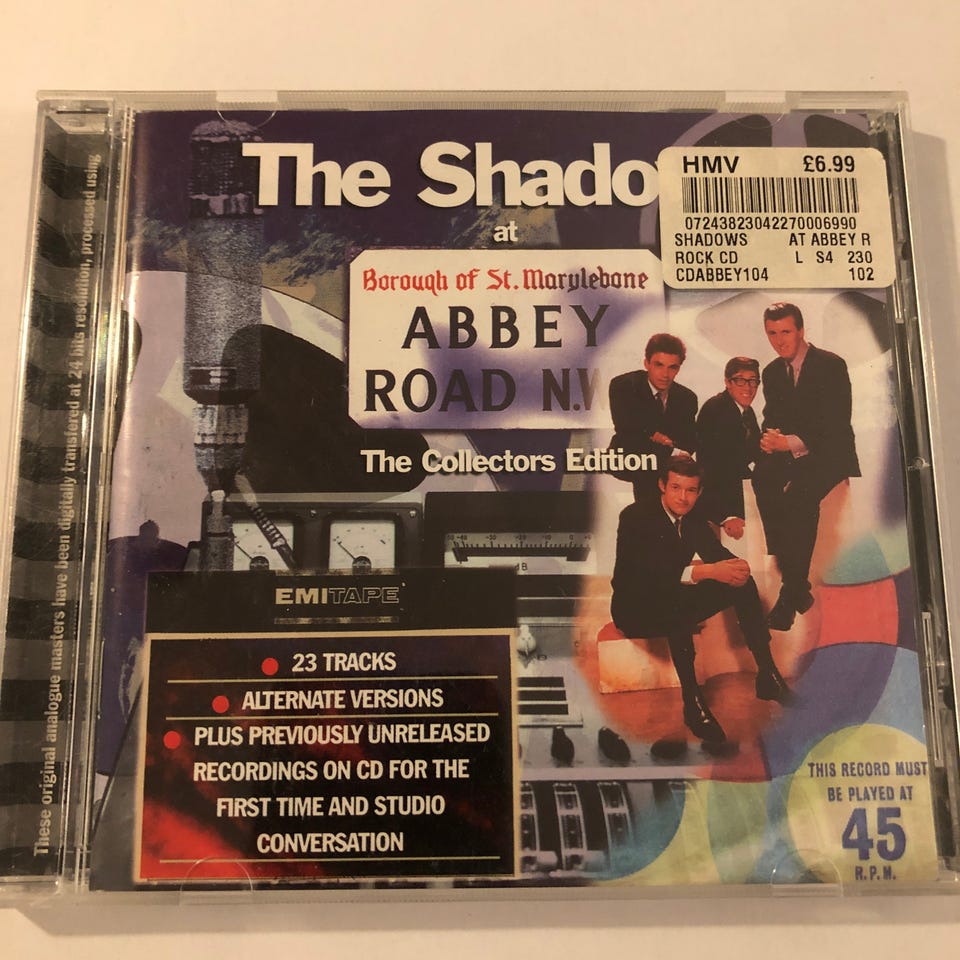 The Shado
at
Borough of St. Marylebone
ABBEY
ROAD N.W
The Collectors Edition
HMV £6.99
07243823042270006990
SHADOWS AT ABBEY R
ROCK CD L S4 230
CDABBEY104 102
These original analogue masters have been digitally transfered at 24 bits resolution, processed using
dB
EMITAPE
23 TRACKS
ALTERNATE VERSIONS
PLUS PREVIOUSLY UNRELEASED
RECORDINGS ON CD FOR THE
FIRST TIME AND STUDIO
CONVERSATION
THIS RECORD MUST
BE PLAYED AT
45
R.P.M.